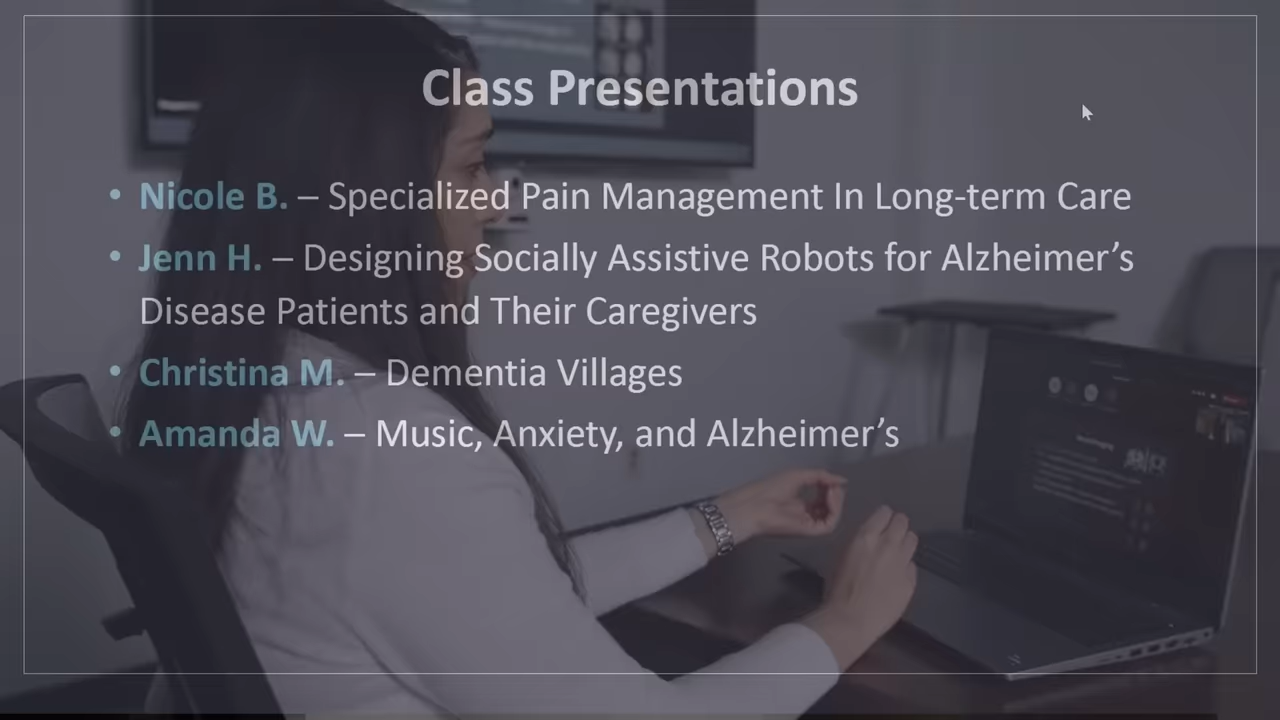 Class Presentations
• Nicole B. – Specialized Pain Management In Long-term Care
• Jenn H. – Designing Socially Assistive Robots for Alzheimer’s
Disease Patients and Their Caregivers
• Christina M. – Dementia Villages
• Amanda W. – Music, Anxiety, and Alzheimer’s